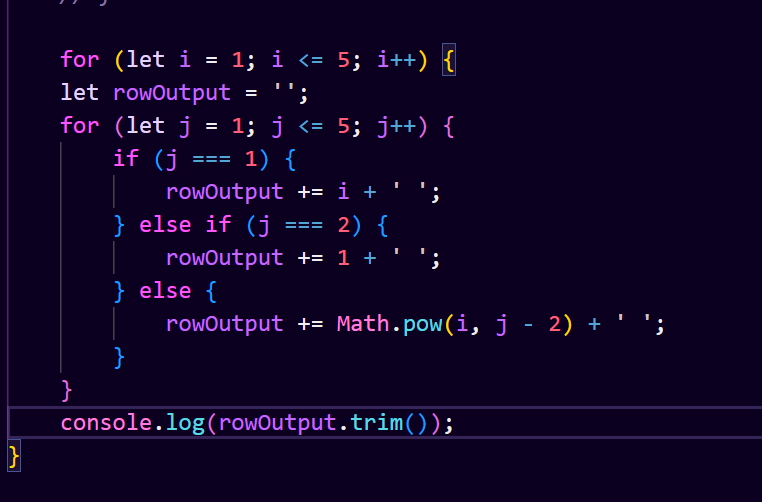 for (let i = 1; i <= 5; i++) {
let rowOutput = '';
for (let j = 1; j <= 5; j++) {
if (j === 1) {
rowOutput += i + ' ';
} else if (j === 2) {
rowOutput += 1 + ' ';
} else {
rowOutput += Math.pow(i, j - 2) + ' ';
}
}
console.log(rowOutput.trim());
}